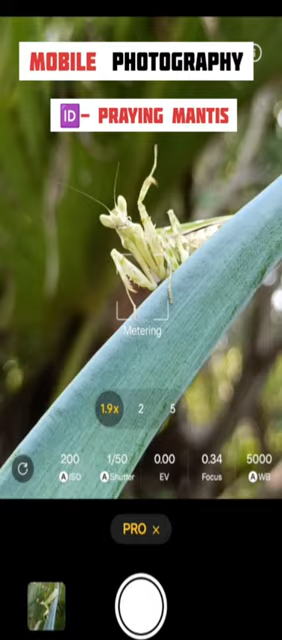 MOBILE PHOTOGRAPHY
🆔- PRAYING MANTIS
Metering
1.9x 2 5
200 1/50 0.00 0.34 5000
A ISO A Shutter EV Focus A WB
PRO ×